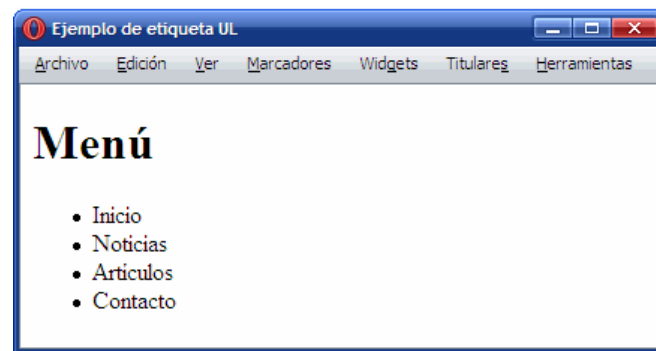 Ejemplo de etiqueta UL
Archivo Edición Ver Marcadores Widgets Titulares Herramientas
Menú
Inicio
Noticias
Artículos
Contacto